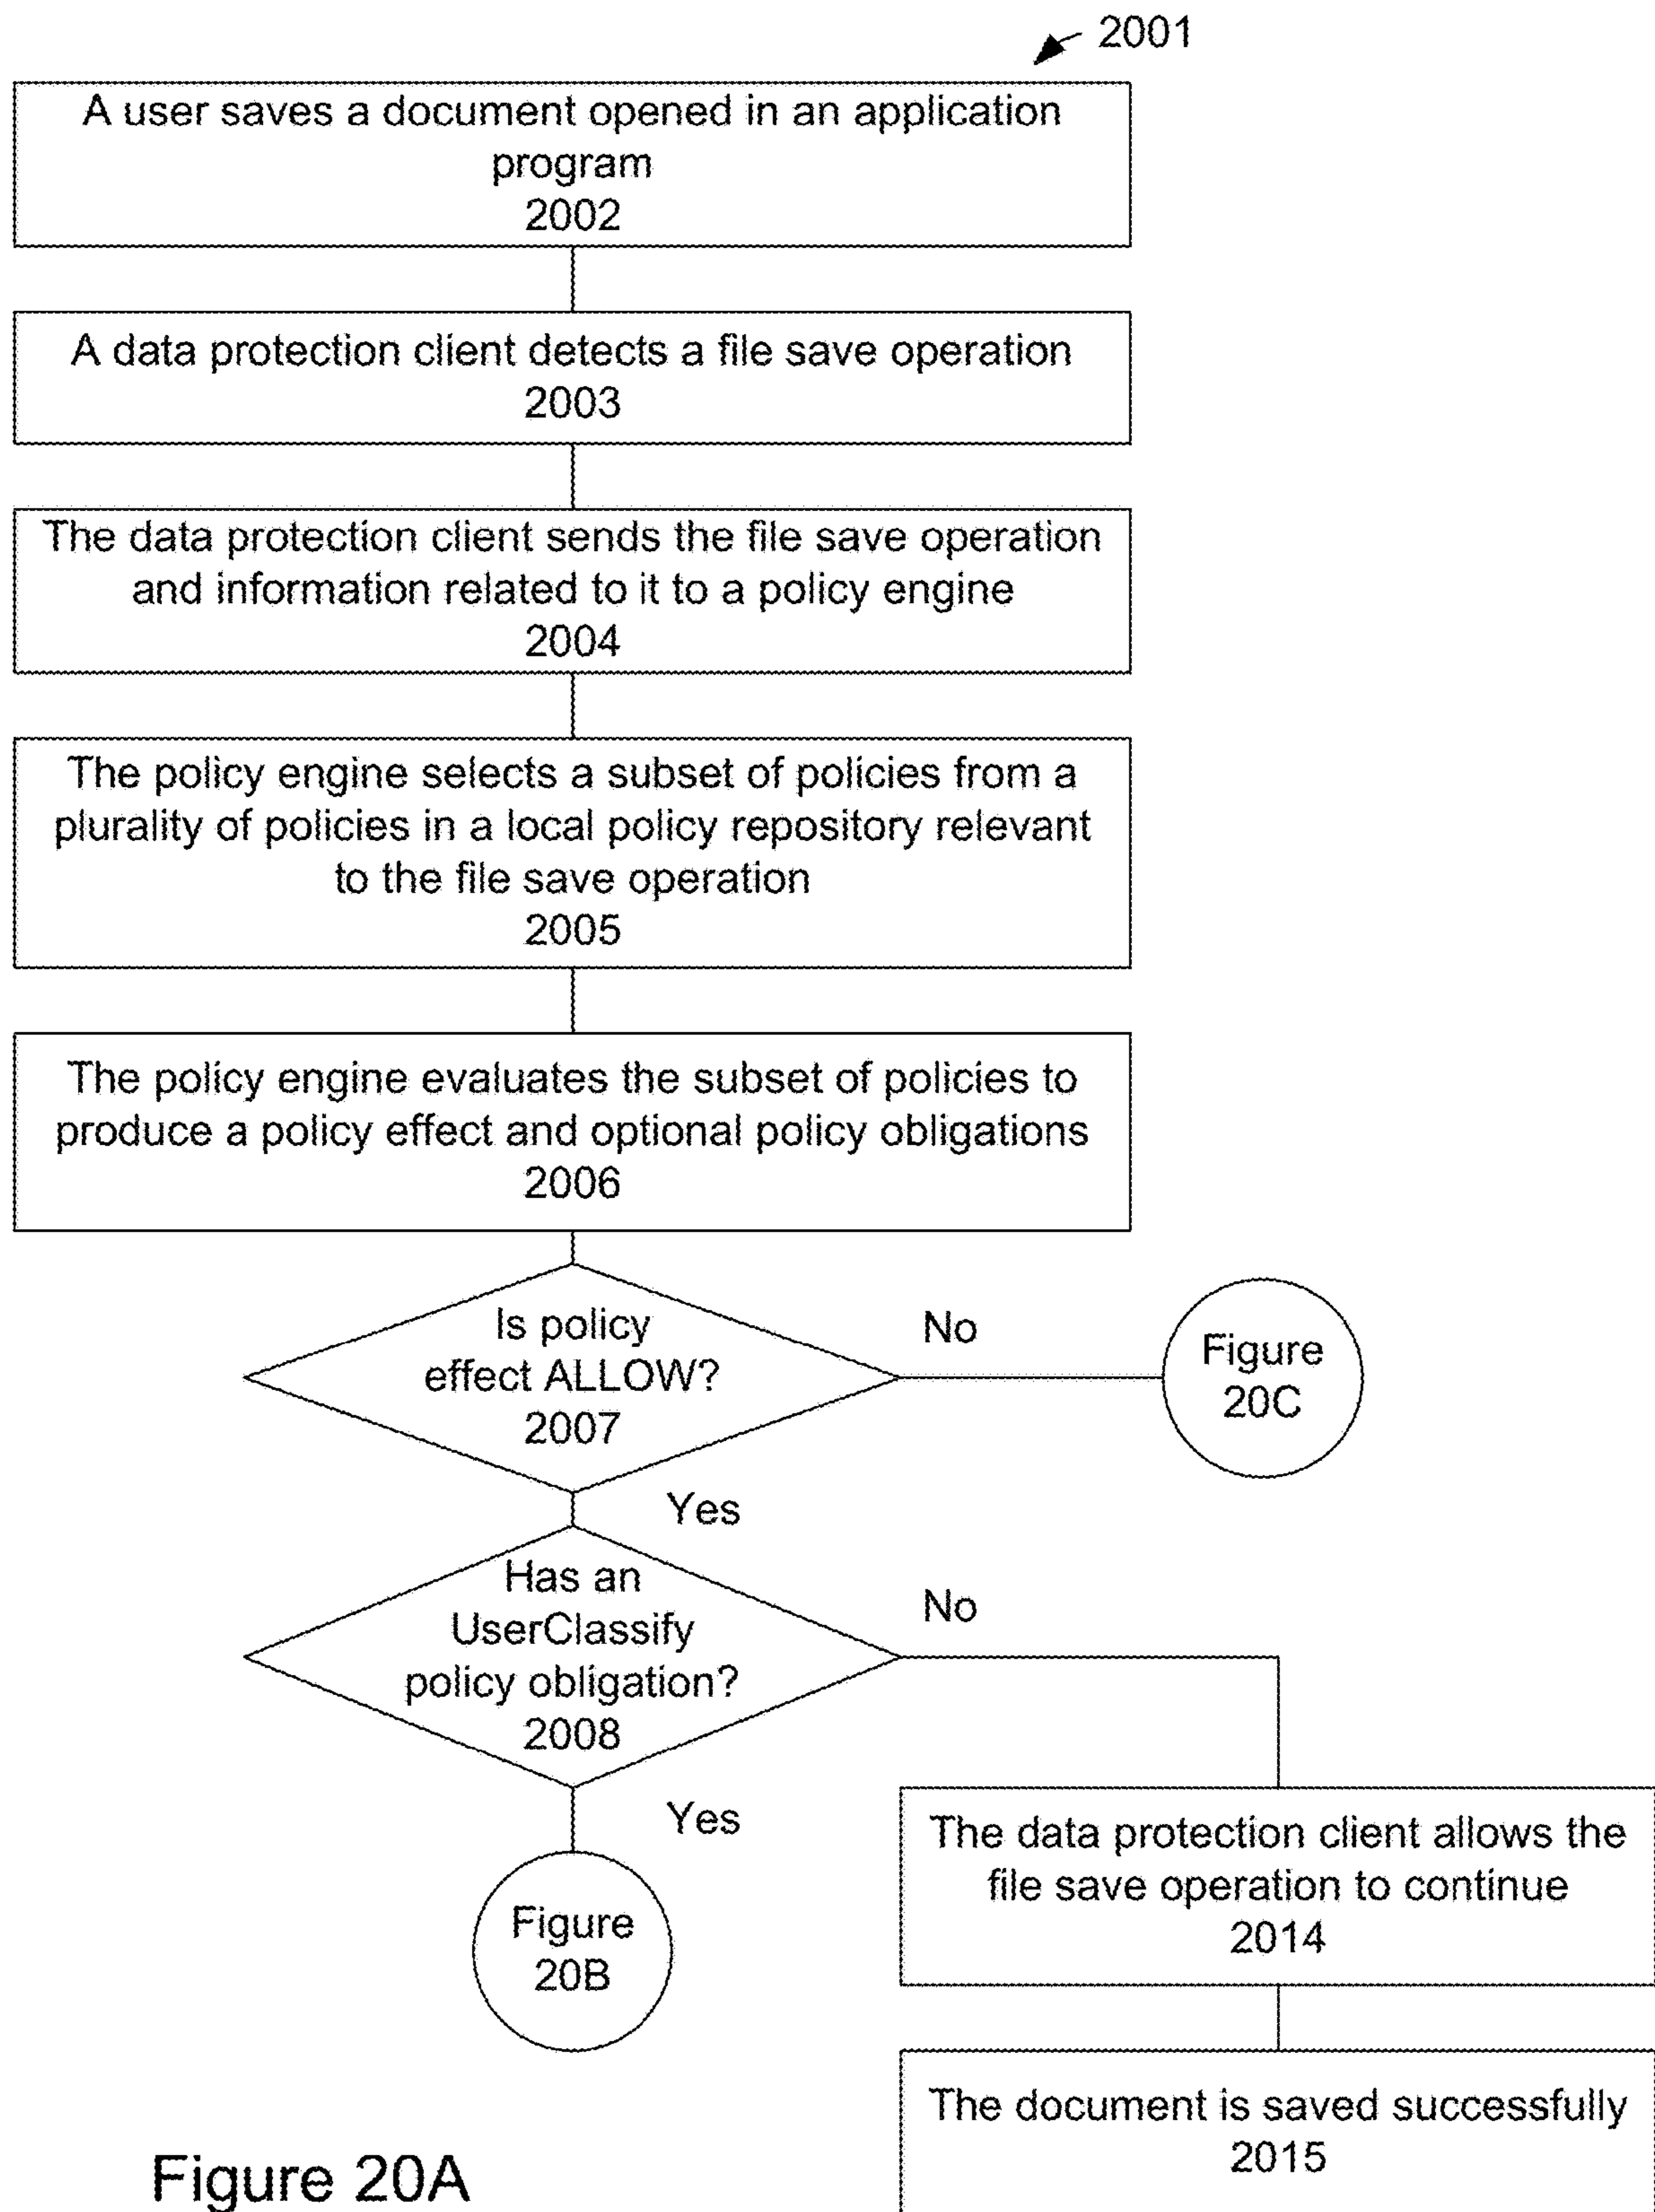 2001
A user saves a document opened in an application
program
2002
A data protection client detects a file save operation
2003
The data protection client sends the file save operation
and information related to it to a policy engine
2004
The policy engine selects a subset of policies from a
plurality of policies in a local policy repository relevant
to the file save operation
2005
The policy engine evaluates the subset of policies to
produce a policy effect and optional policy obligations
2006
Is policy
effect ALLOW?
2007
No
Figure
20C
Yes
Has an
UserClassify
policy obligation?
2008
No
Yes
Figure
20B
The data protection client allows the
file save operation to continue
2014
The document is saved successfully
2015
Figure 20A